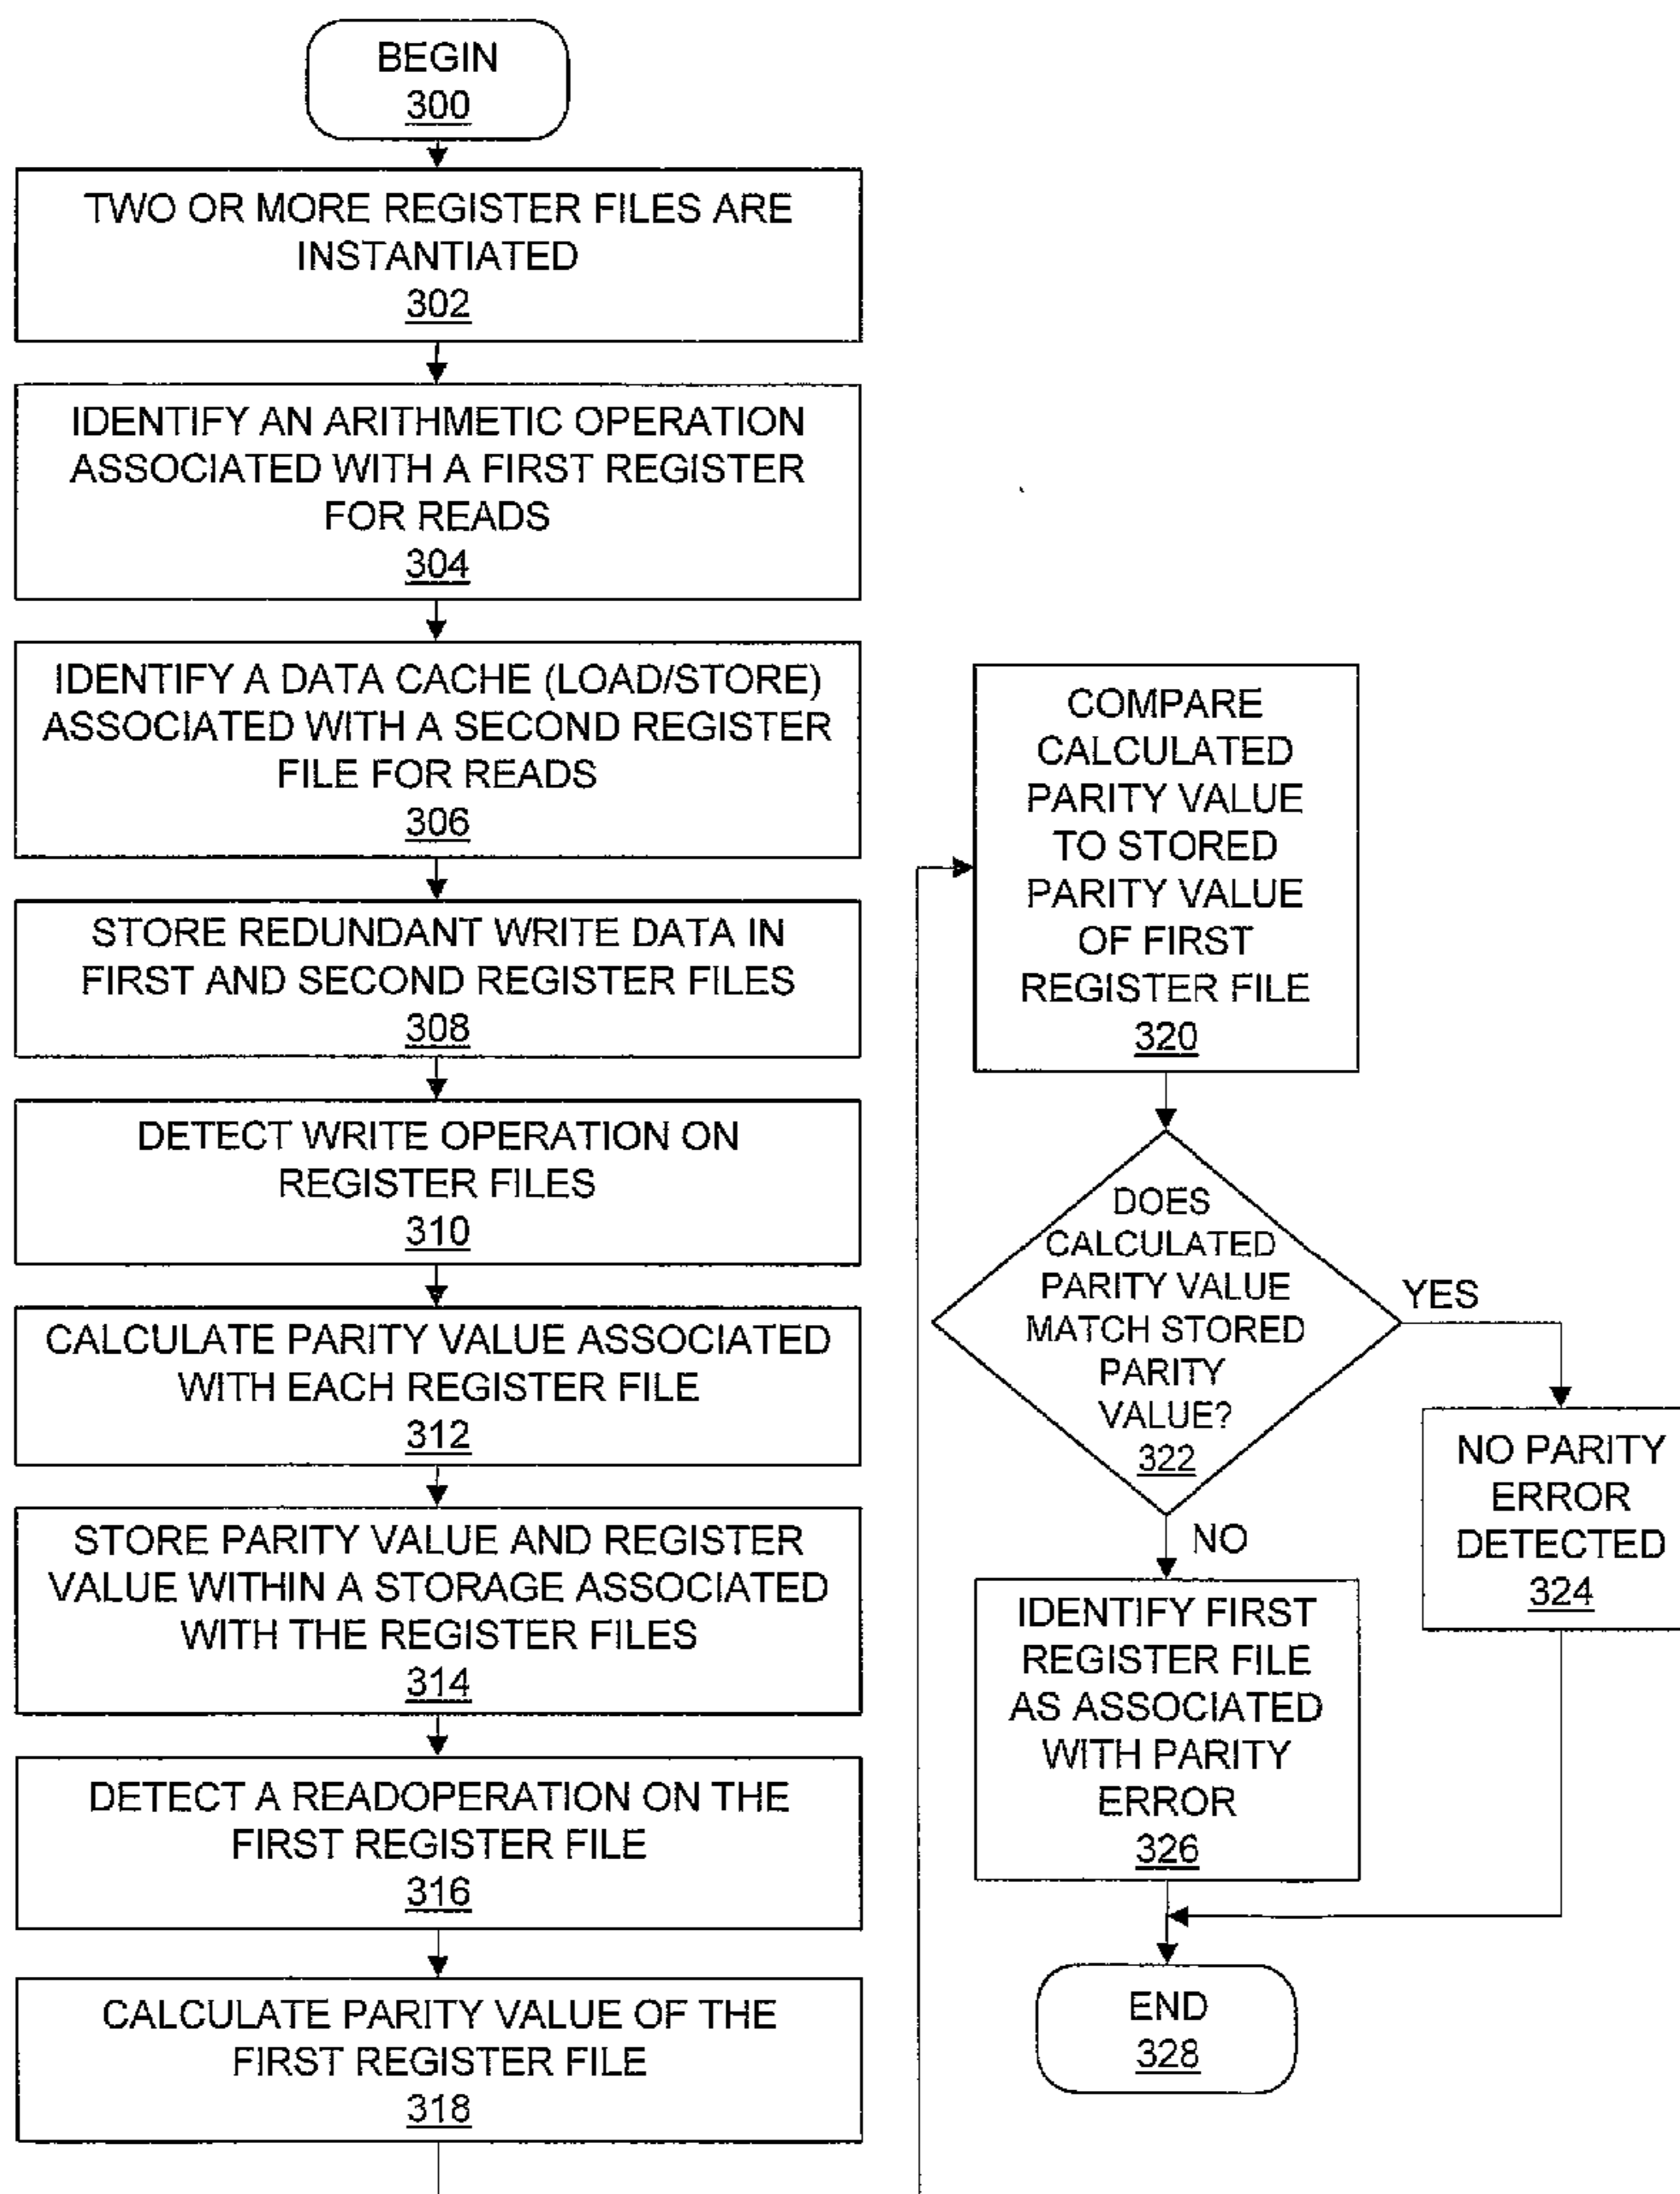 BEGIN
300
TWO OR MORE REGISTER FILES ARE
INSTANTIATED
302
IDENTIFY AN ARITHMETIC OPERATION
ASSOCIATED WITH A FIRST REGISTER
FOR READS
304
IDENTIFY A DATA CACHE (LOAD/STORE)
ASSOCIATED WITH A SECOND REGISTER
FILE FOR READS
306
STORE REDUNDANT WRITE DATA IN
FIRST AND SECOND REGISTER FILES
308
DETECT WRITE OPERATION ON
REGISTER FILES
310
CALCULATE PARITY VALUE ASSOCIATED
WITH EACH REGISTER FILE
312
STORE PARITY VALUE AND REGISTER
VALUE WITHIN A STORAGE ASSOCIATED
WITH THE REGISTER FILES
314
DETECT A READOPERATION ON THE
FIRST REGISTER FILE
316
CALCULATE PARITY VALUE OF THE
FIRST REGISTER FILE
318
COMPARE
CALCULATED
PARITY VALUE
TO STORED
PARITY VALUE
OF FIRST
REGISTER FILE
320
DOES
CALCULATED
PARITY VALUE
MATCH STORED
PARITY
VALUE?
322
YES
NO PARITY
ERROR
DETECTED
324
NO
IDENTIFY FIRST
REGISTER FILE
AS ASSOCIATED
WITH PARITY
ERROR
326
END
328